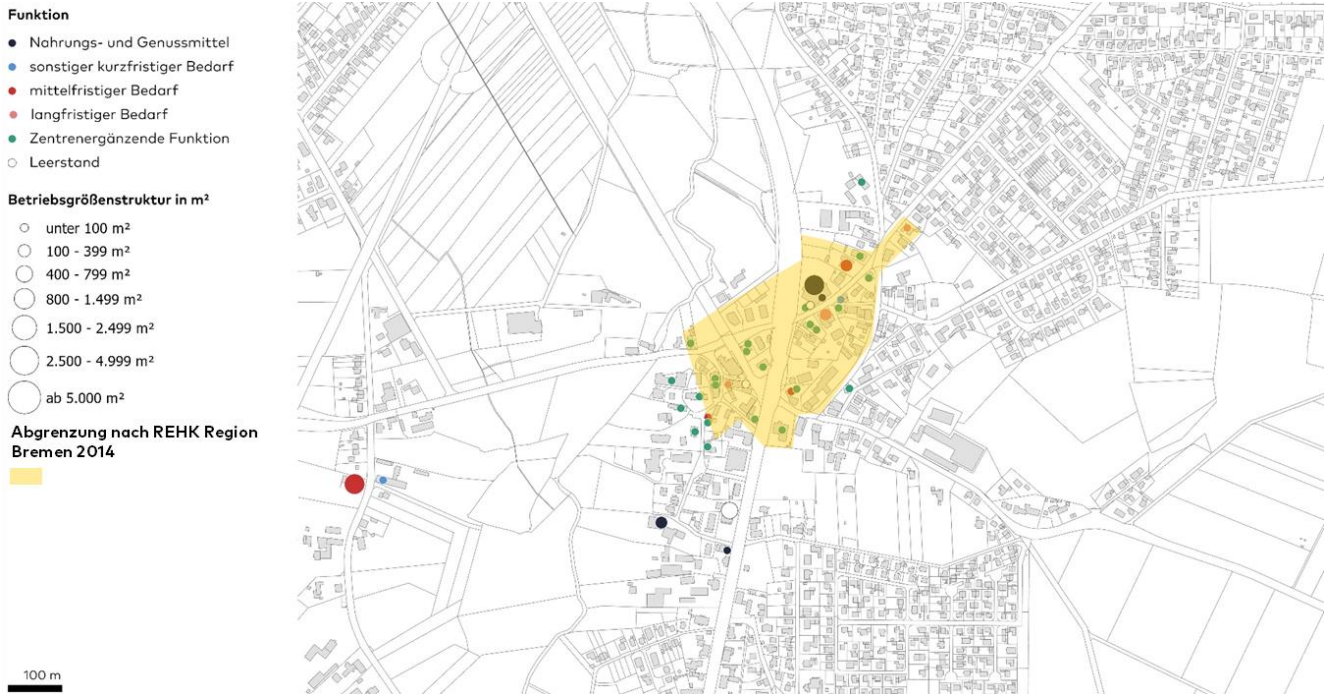 Funktion
Nahrungs- und Genussmittel
sonstiger kurzfristiger Bedarf
mittelfristiger Bedarf
langfristiger Bedarf
Zentrenergänzende Funktion
Leerstand
Betriebsgrößenstruktur in m²
unter 100 m²
100 - 399 m²
400 - 799 m²
800 - 1.499 m²
1.500 - 2.499 m²
2.500 - 4.999 m²
ab 5.000 m²
Abgrenzung nach REHK Region
Bremen 2014
100 m